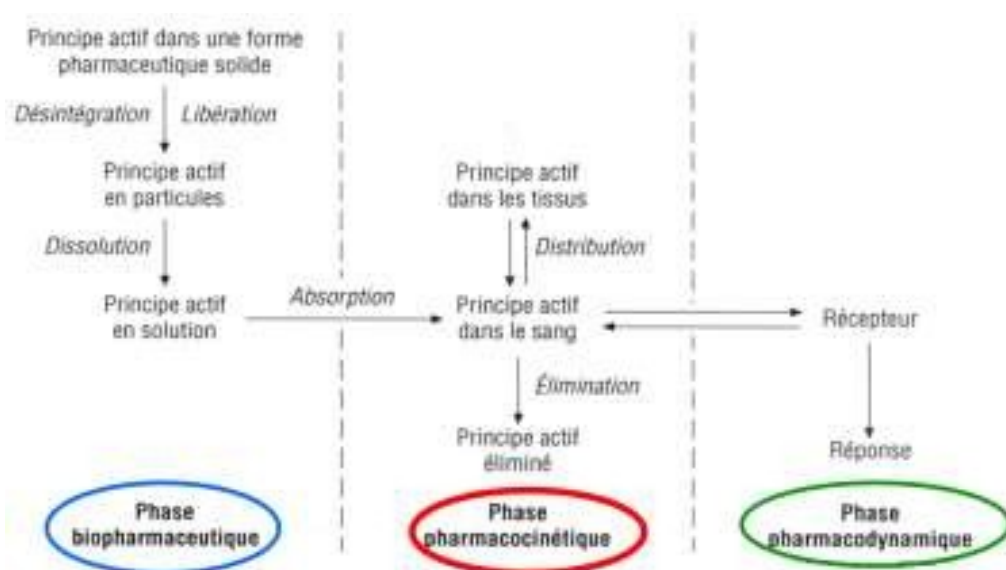 Principe actif dans une forme
pharmaceutique solide
Désintégration
Libération
Principe actif
en particules
Dissolution
Principe actif
en solution
Absorption
Principe actif
dans les tissus
Distribution
Principe actif
dans le sang
Élimination
Principe actif
éliminé
Récepteur
Réponse
Phase
biopharmaceutique
Phase
pharmacocinétique
Phase
pharmacodynamique